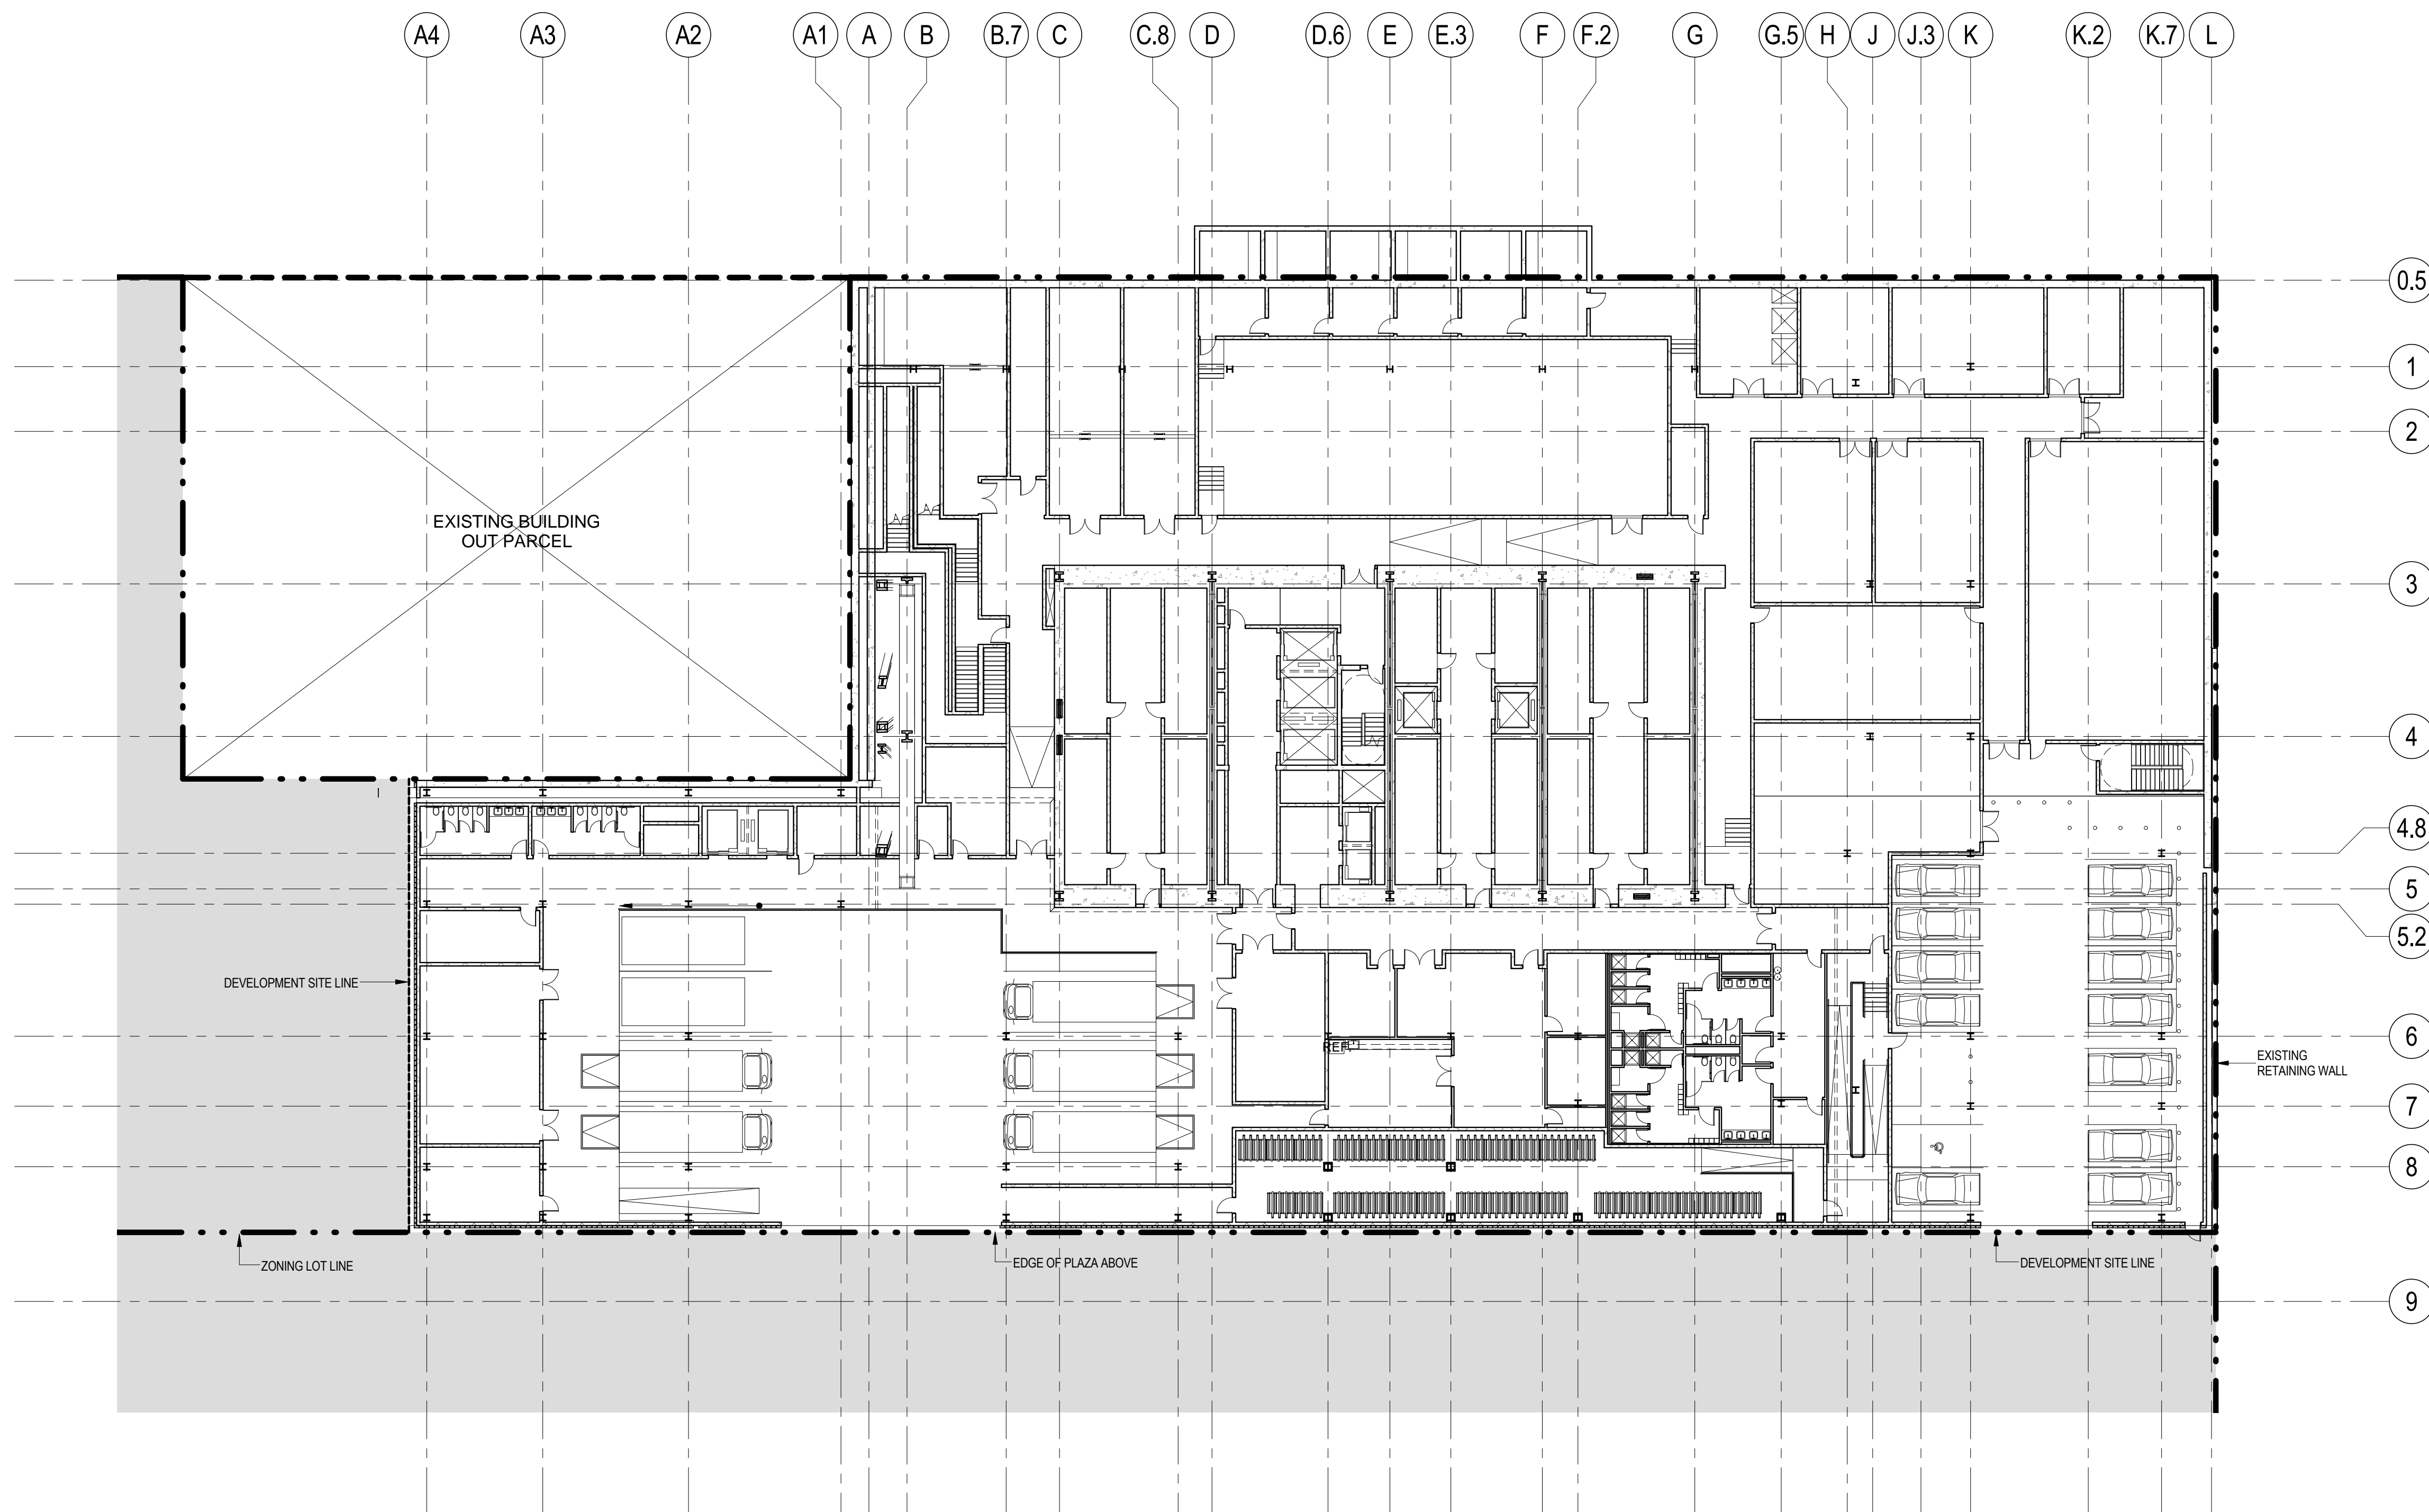 A4 A3 A2 A1 A B B.7 C C.8 D D.6 E E.3 F F.2 G G.5 H J J.3 K K.2 K.7 L
0.5
1
2
EXISTING BUILDING
OUT PARCEL
3
4
4.8
5
5.2
DEVELOPMENT SITE LINE
6
REF.
EXISTING
RETAINING WALL
7
8
ZONING LOT LINE
EDGE OF PLAZA ABOVE
DEVELOPMENT SITE LINE
9